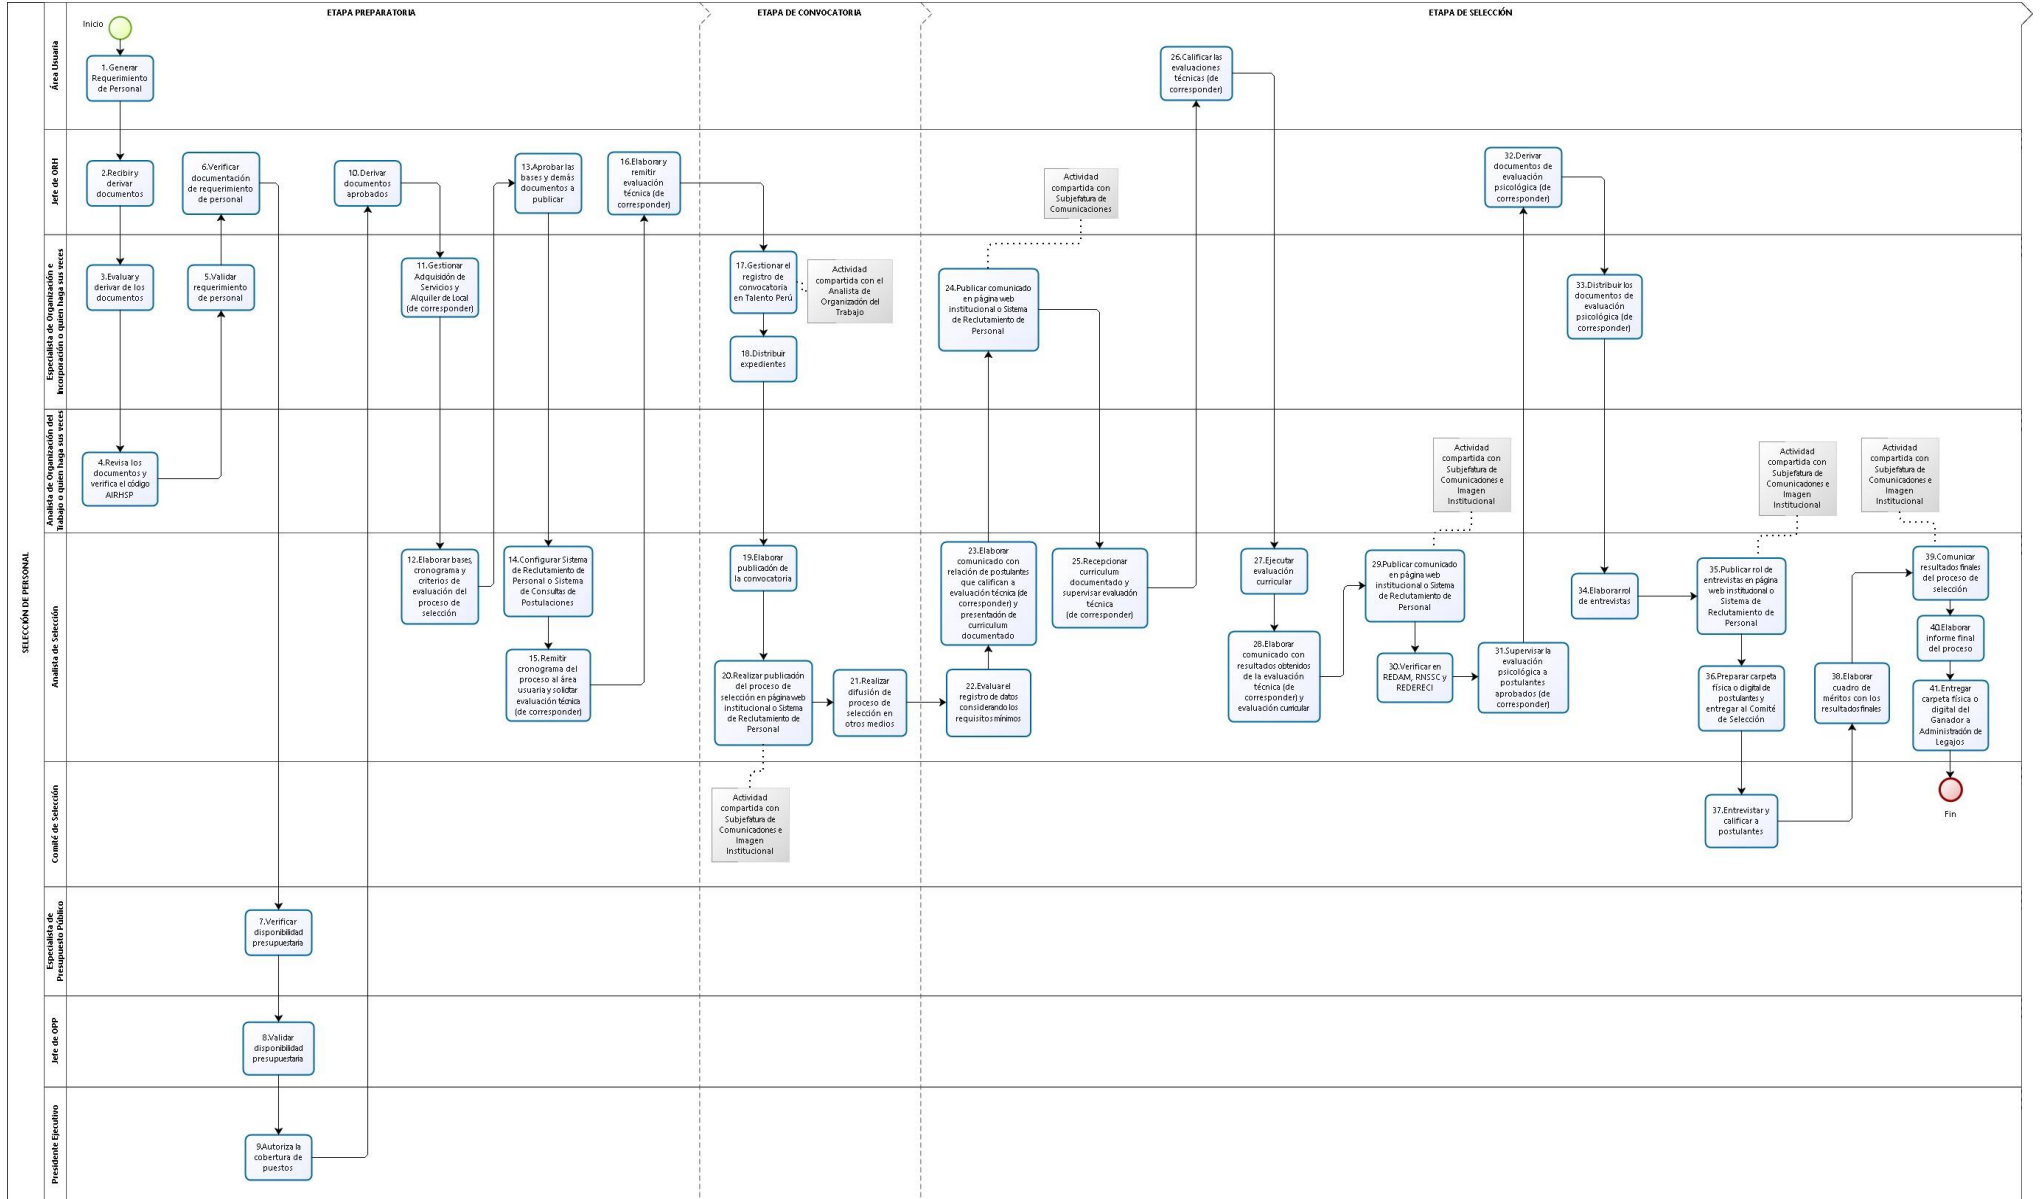 ETAPA PREPARATORIA
ETAPA DE CONVOCATORIA
ETAPA DE SELECCIÓN
SELECCIÓN DE PERSONAL
Área Usuaria
Inicio
1.Generar
Requerimiento
de Personal
26.Calificar las
evaluaciones
técnicas (de
corresponder)
Jefe de ORH
2.Recibir y
derivar
documentos
6.Verificar
documentación
de requerimiento
de personal
10.Derivar
documentos
aprobados
13.Aprobar las
bases y demás
documentos a
publicar
16.Elaborar y
remitir
evaluación
técnica (de
corresponder)
Actividad
compartida con
Subjefatura de
Comunicaciones
32.Derivar
documentos de
evaluación
psicológica (de
corresponder)
Especialista de Organización e
Incorporación o quien haga sus veces
3.Evaluar y
derivar de los
documentos
5.Validar
requerimiento
de personal
11.Gestionar
Adquisición de
Servicios y
Alquiler de Local
(de corresponder)
17.Gestionar el
registro de
convocatoria
en Talento Perú
Actividad
compartida con el
Analista de
Organización del
Trabajo
18.Distribuir
expedientes
24.Publicar comunicado
en página web
institucional o Sistema
de Reclutamiento de
Personal
33.Distribuir los
documentos de
evaluación
psicológica (de
corresponder)
Analista de Organización del
Trabajo o quien haga sus veces
4.Revisa los
documentos y
verifica el código
AIRHSP
Actividad
compartida con
Subjefatura de
Comunicaciones e
Imagen
Institucional
Actividad
compartida con
Subjefatura de
Comunicaciones e
Imagen
Institucional
Actividad
compartida con
Subjefatura de
Comunicaciones e
Imagen
Institucional
Analista de Selección
12.Elaborar bases,
cronograma y
criterios de
evaluación del
proceso de
selección
14.Configurar Sistema
de Reclutamiento de
Personal o Sistema
de Consultas de
Postulaciones
15.Remitir
cronograma del
proceso al área
usuaria y solicitar
evaluación técnica
(de corresponder)
19.Elaborar
publicación de
la convocatoria
20.Realizar publicación
del proceso de
selección en página web
institucional o Sistema
de Reclutamiento de
Personal
21.Realizar
difusión de
proceso de
selección en
otros medios
22.Evaluar el
registro de datos
considerando los
requisitos mínimos
23.Elaborar
comunicado con
relación de postulantes
que califican a
evaluación técnica (de
corresponder) y
presentación de
curriculum
documentado
25.Recepcionar
curriculum
documentado y
supervisar evaluación
técnica
(de corresponder)
27.Ejecutar
evaluación
curricular
28.Elaborar
comunicado con
resultados obtenidos
de la evaluación
técnica (de
corresponder) y
evaluación curricular
29.Publicar comunicado
en página web
institucional o Sistema
de Reclutamiento de
Personal
30.Verificar en
REDAM, RNSSC y
REDERECI
31.Supervisar la
evaluación
psicológica a
postulantes
aprobados (de
corresponder)
34.Elaborar rol
de entrevistas
35.Publicar rol de
entrevistas en página
web institucional o
Sistema de
Reclutamiento de
Personal
36.Preparar carpeta
física o digital de
postulantes y
entregar al Comité
de Selección
38.Elaborar
cuadro de
méritos con los
resultados finales
39.Comunicar
resultados finales
del proceso de
selección
40.Elaborar
informe final
del proceso
41.Entregar
carpeta física o
digital del
Ganador a
Administración de
Legajos
Comité de Selección
Actividad
compartida con
Subjefatura de
Comunicaciones e
Imagen
Institucional
37.Entrevistar y
calificar a
postulantes
Fin
Especialista de
Presupuesto Público
7.Verificar
disponibilidad
presupuestaria
Jefe de OPP
8.Validar
disponibilidad
presupuestaria
Presidente Ejecutivo
9.Autoriza la
cobertura de
puestos